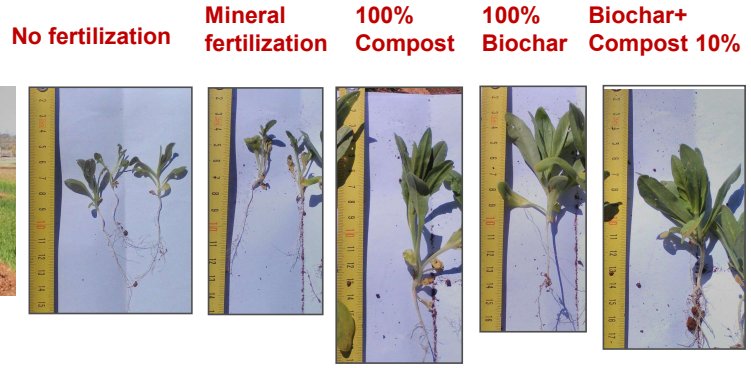 No fertilization
Mineral
fertilization
100%
Compost
100%
Biochar
Biochar+
Compost 10%